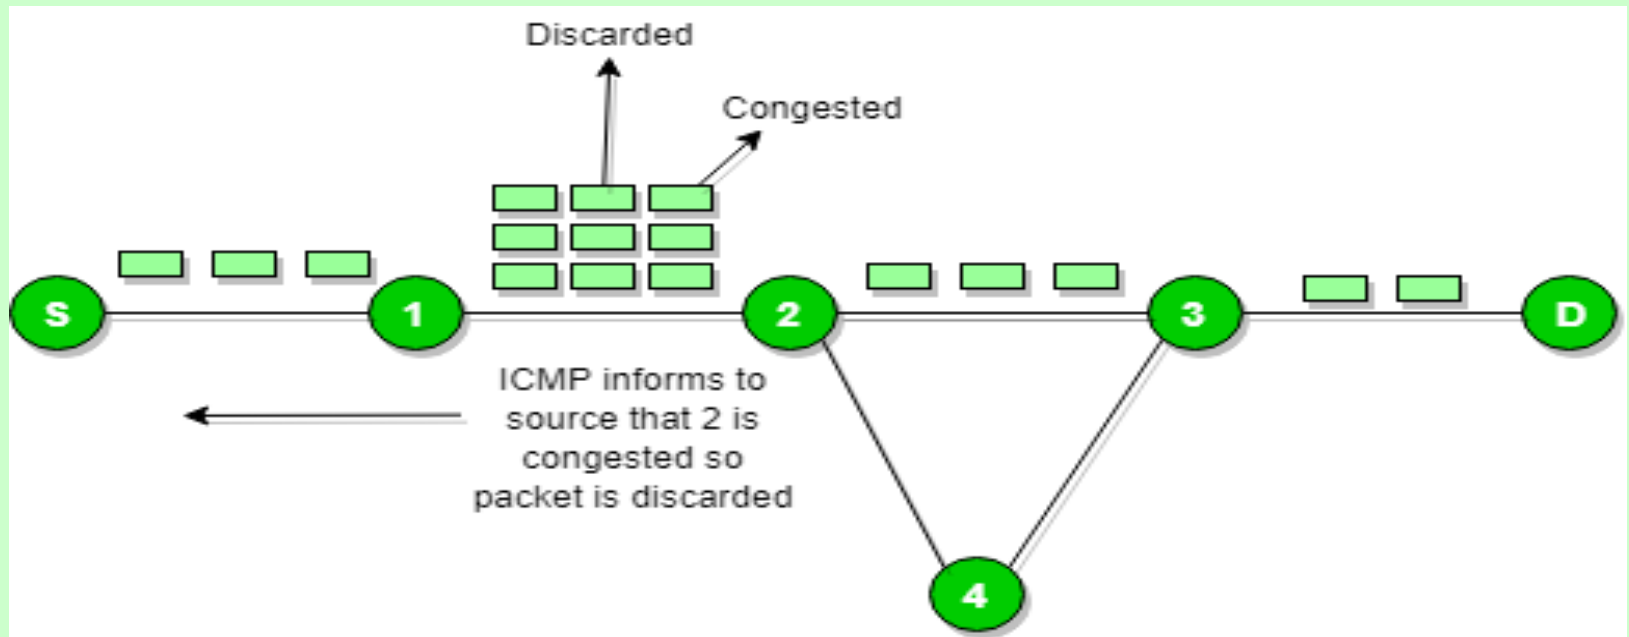 Discarded
Congested
S
1
2
3
D
ICMP informs to
source that 2 is
congested so
packet is discarded
4